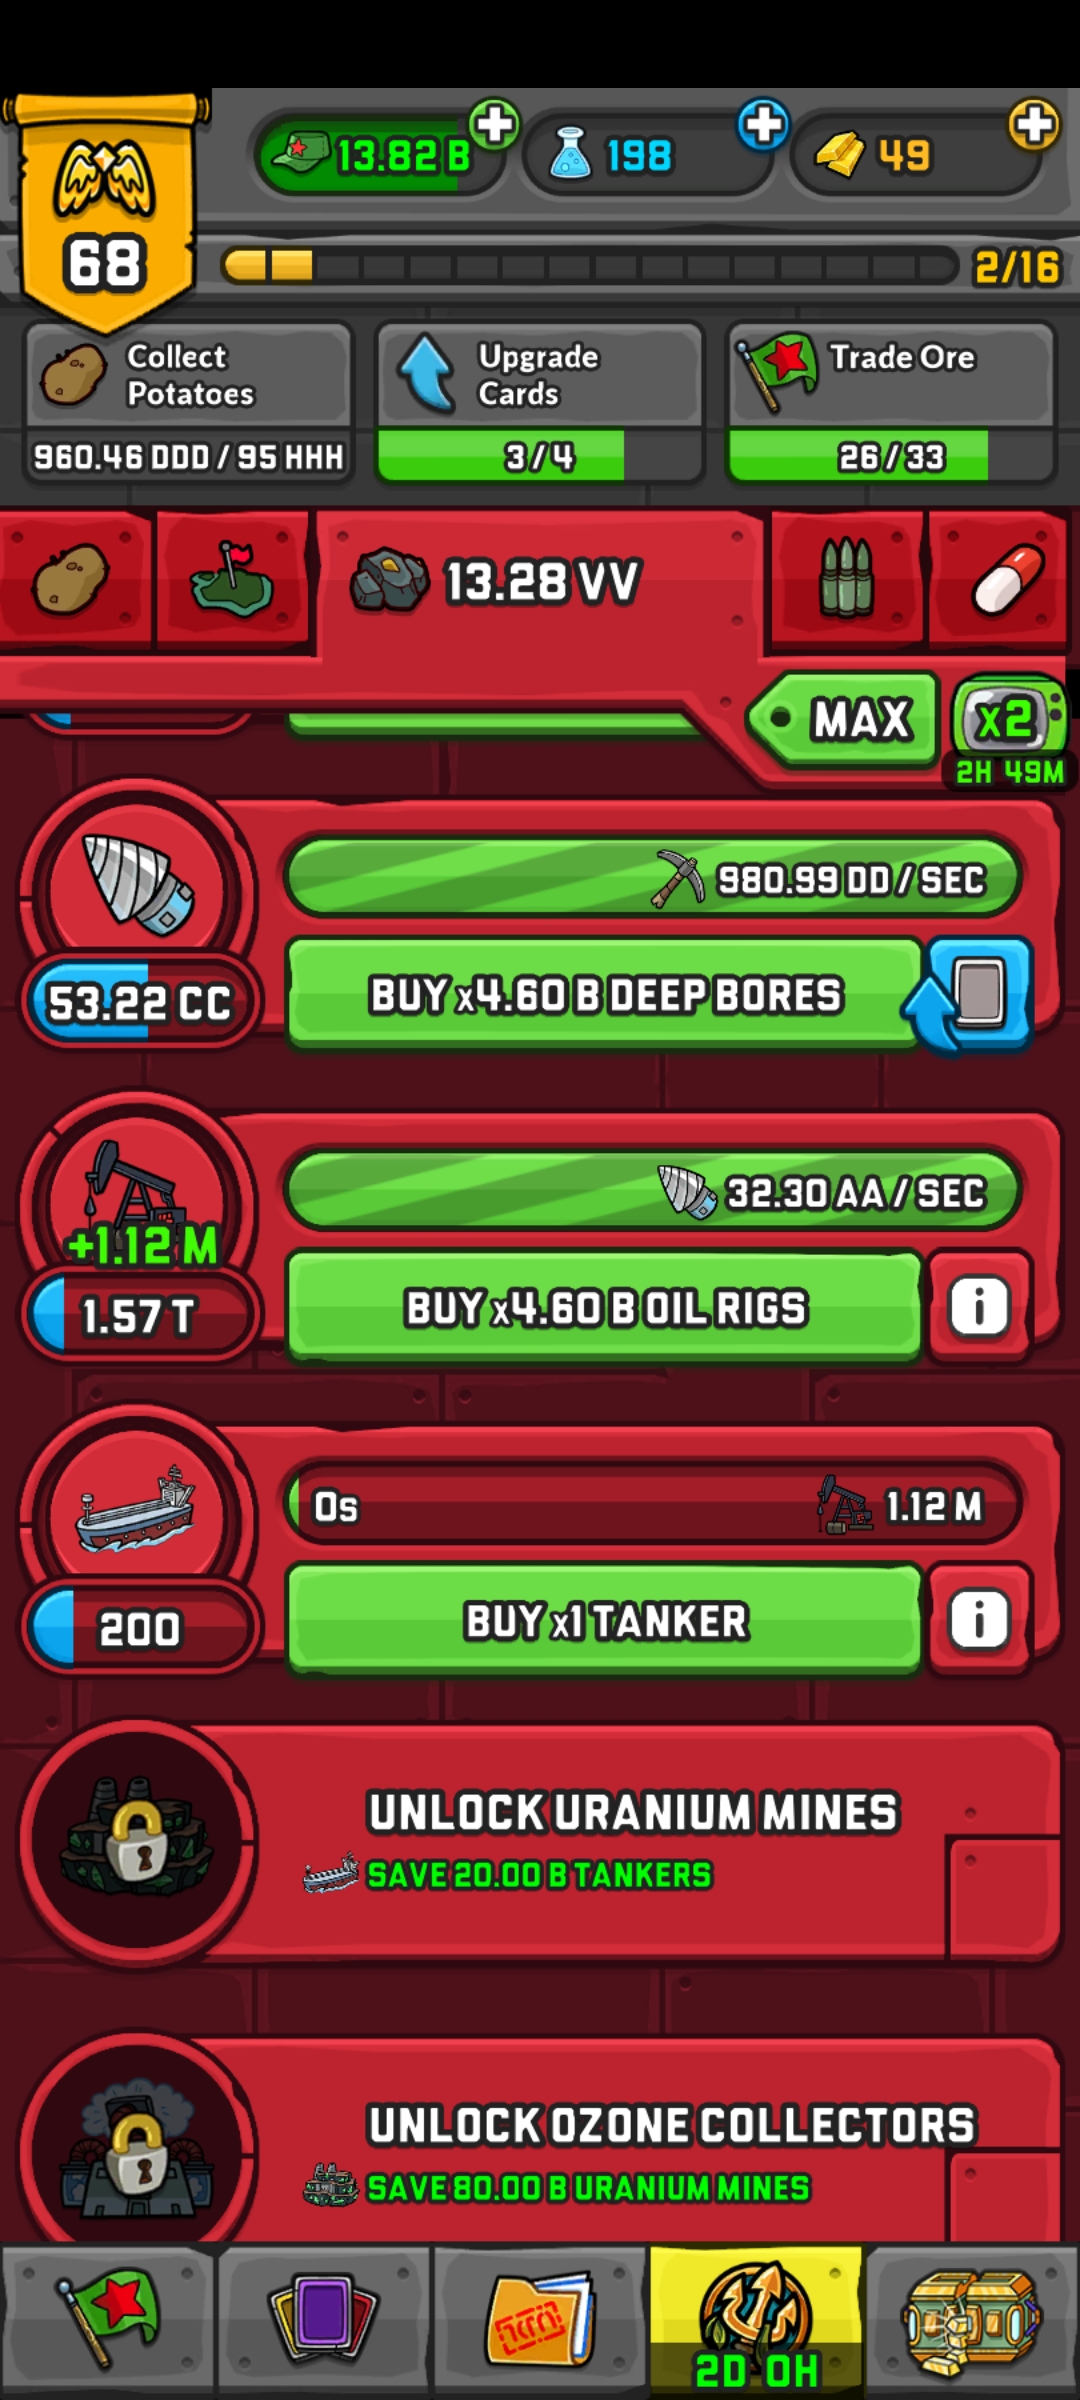 13.82 B
198
49
68
2/16
Collect
Potatoes
960.46 DDD / 95 HHH
Upgrade
Cards
3/4
Trade Ore
26/33
13.28 VV
MAX
x2
2H 49M
980.99 DD / SEC
53.22 CC
BUY x4.60 B DEEP BORES
32.30 AA / SEC
+1.12 M
1.57 T
BUY x4.60 B OIL RIGS
i
0s
1.12 M
200
BUY x1 TANKER
i
UNLOCK URANIUM MINES
SAVE 20.00 B TANKERS
UNLOCK OZONE COLLECTORS
SAVE 80.00 B URANIUM MINES
2D 0H